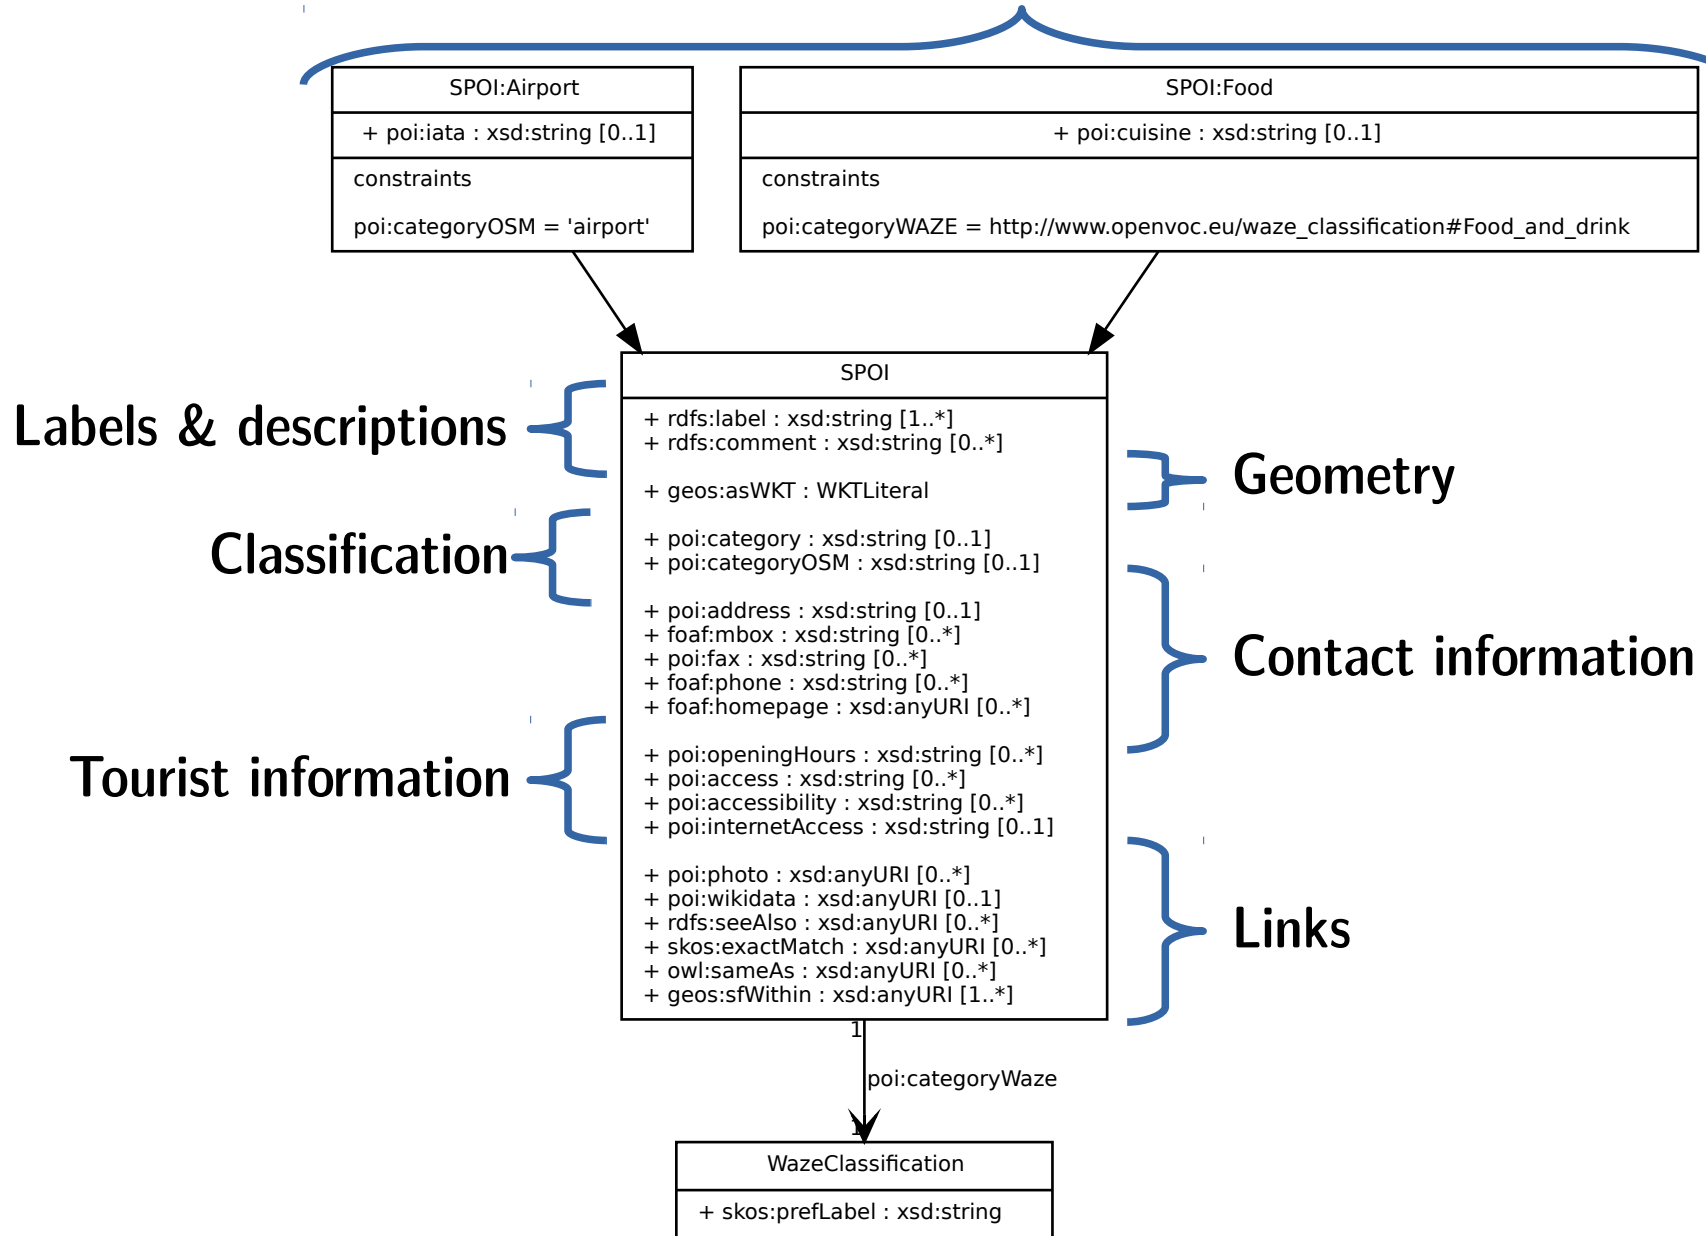 SPOI:Airport
+ poi:iata : xsd:string [0..1]
constraints
poi:categoryOSM = 'airport'
SPOI:Food
+ poi:cuisine : xsd:string [0..1]
constraints
poi:categoryWAZE = http://www.openvoc.eu/waze_classification#Food_and_drink
SPOI
+ rdfs:label : xsd:string [1..*]
+ rdfs:comment : xsd:string [0..*]
+ geos:asWKT : WKTLiteral
+ poi:category : xsd:string [0..1]
+ poi:categoryOSM : xsd:string [0..1]
+ poi:address : xsd:string [0..1]
+ foaf:mbox : xsd:string [0..*]
+ poi:fax : xsd:string [0..*]
+ foaf:phone : xsd:string [0..*]
+ foaf:homepage : xsd:anyURI [0..*]
+ poi:openingHours : xsd:string [0..*]
+ poi:access : xsd:string [0..*]
+ poi:accessibility : xsd:string [0..*]
+ poi:internetAccess : xsd:string [0..1]
+ poi:photo : xsd:anyURI [0..*]
+ poi:wikidata : xsd:anyURI [0..1]
+ rdfs:seeAlso : xsd:anyURI [0..*]
+ skos:exactMatch : xsd:anyURI [0..*]
+ owl:sameAs : xsd:anyURI [0..*]
+ geos:sfWithin : xsd:anyURI [1..*]
Labels & descriptions
Classification
Tourist information
Geometry
Contact information
Links
1
poi:categoryWaze
1
WazeClassification
+ skos:prefLabel : xsd:string